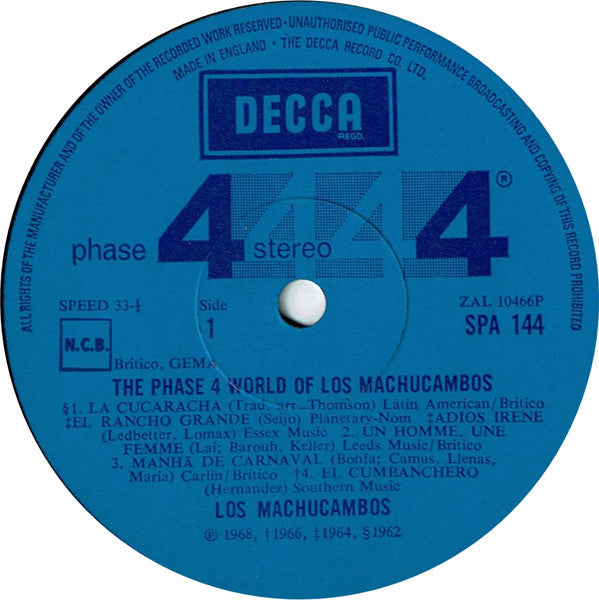 ALL RIGHTS OF THE MANUFACTURER AND OF THE OWNER OF THE RECORDED WORK RESERVED - UNAUTHORISED PUBLIC PERFORMANCE BROADCASTING AND COPYING OF THIS RECORD PROHIBITED
MADE IN ENGLAND • THE DECCA RECORD CO. LTD.
DECCA
REGD.
phase 4 stereo 4 4 4 ®
SPEED 33-⅓ Side ZAL 10466P
1 SPA 144
N.C.B.
Britico, GEMA
THE PHASE 4 WORLD OF LOS MACHUCAMBOS
§1. LA CUCARACHA (Trad. arr. Thomson) Latin American/Britico
‡EL RANCHO GRANDE (Seijo) Planetary-Nom ‡ADIOS IRENE
(Ledbetter, Lomax) Essex Music 2. UN HOMME, UNE
FEMME (Lai; Barouh, Keller) Leeds Music/Britico
3. MANHÃ DE CARNAVAL (Bonfa; Camus, Llenas,
Maria) Carlin/Britico †4. EL CUMBANCHERO
(Hernandez) Southern Music
LOS MACHUCAMBOS
℗ 1968, †1966, ‡1964, §1962